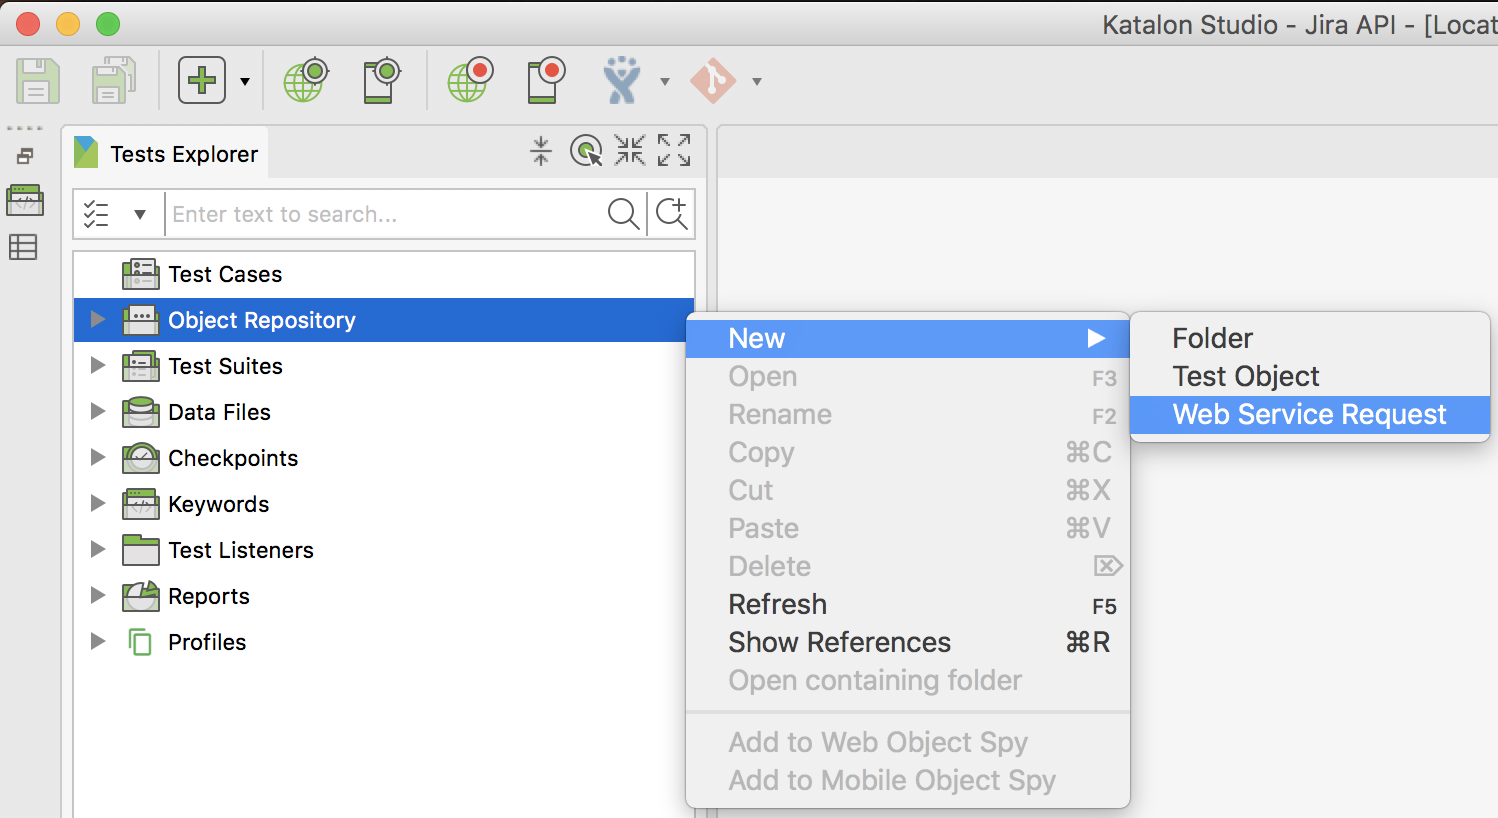 Katalon Studio - Jira API - [Locat
Tests Explorer
Enter text to search...
Test Cases
Object Repository
Test Suites
Data Files
Checkpoints
Keywords
Test Listeners
Reports
Profiles
New
Open F3
Rename F2
Copy ⌘C
Cut ⌘X
Paste ⌘V
Delete ⌦
Refresh F5
Show References ⌘R
Open containing folder
Add to Web Object Spy
Add to Mobile Object Spy
Folder
Test Object
Web Service Request